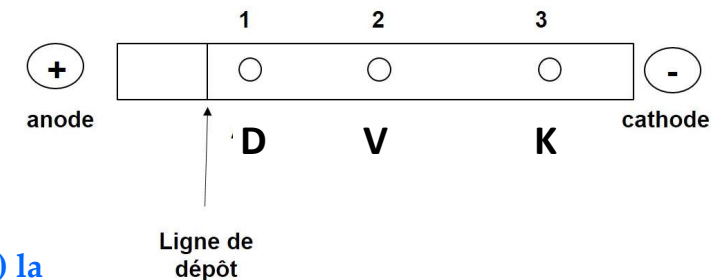 1 2 3
+ -
anode cathode
D V K
Ligne de
dépôt
) la